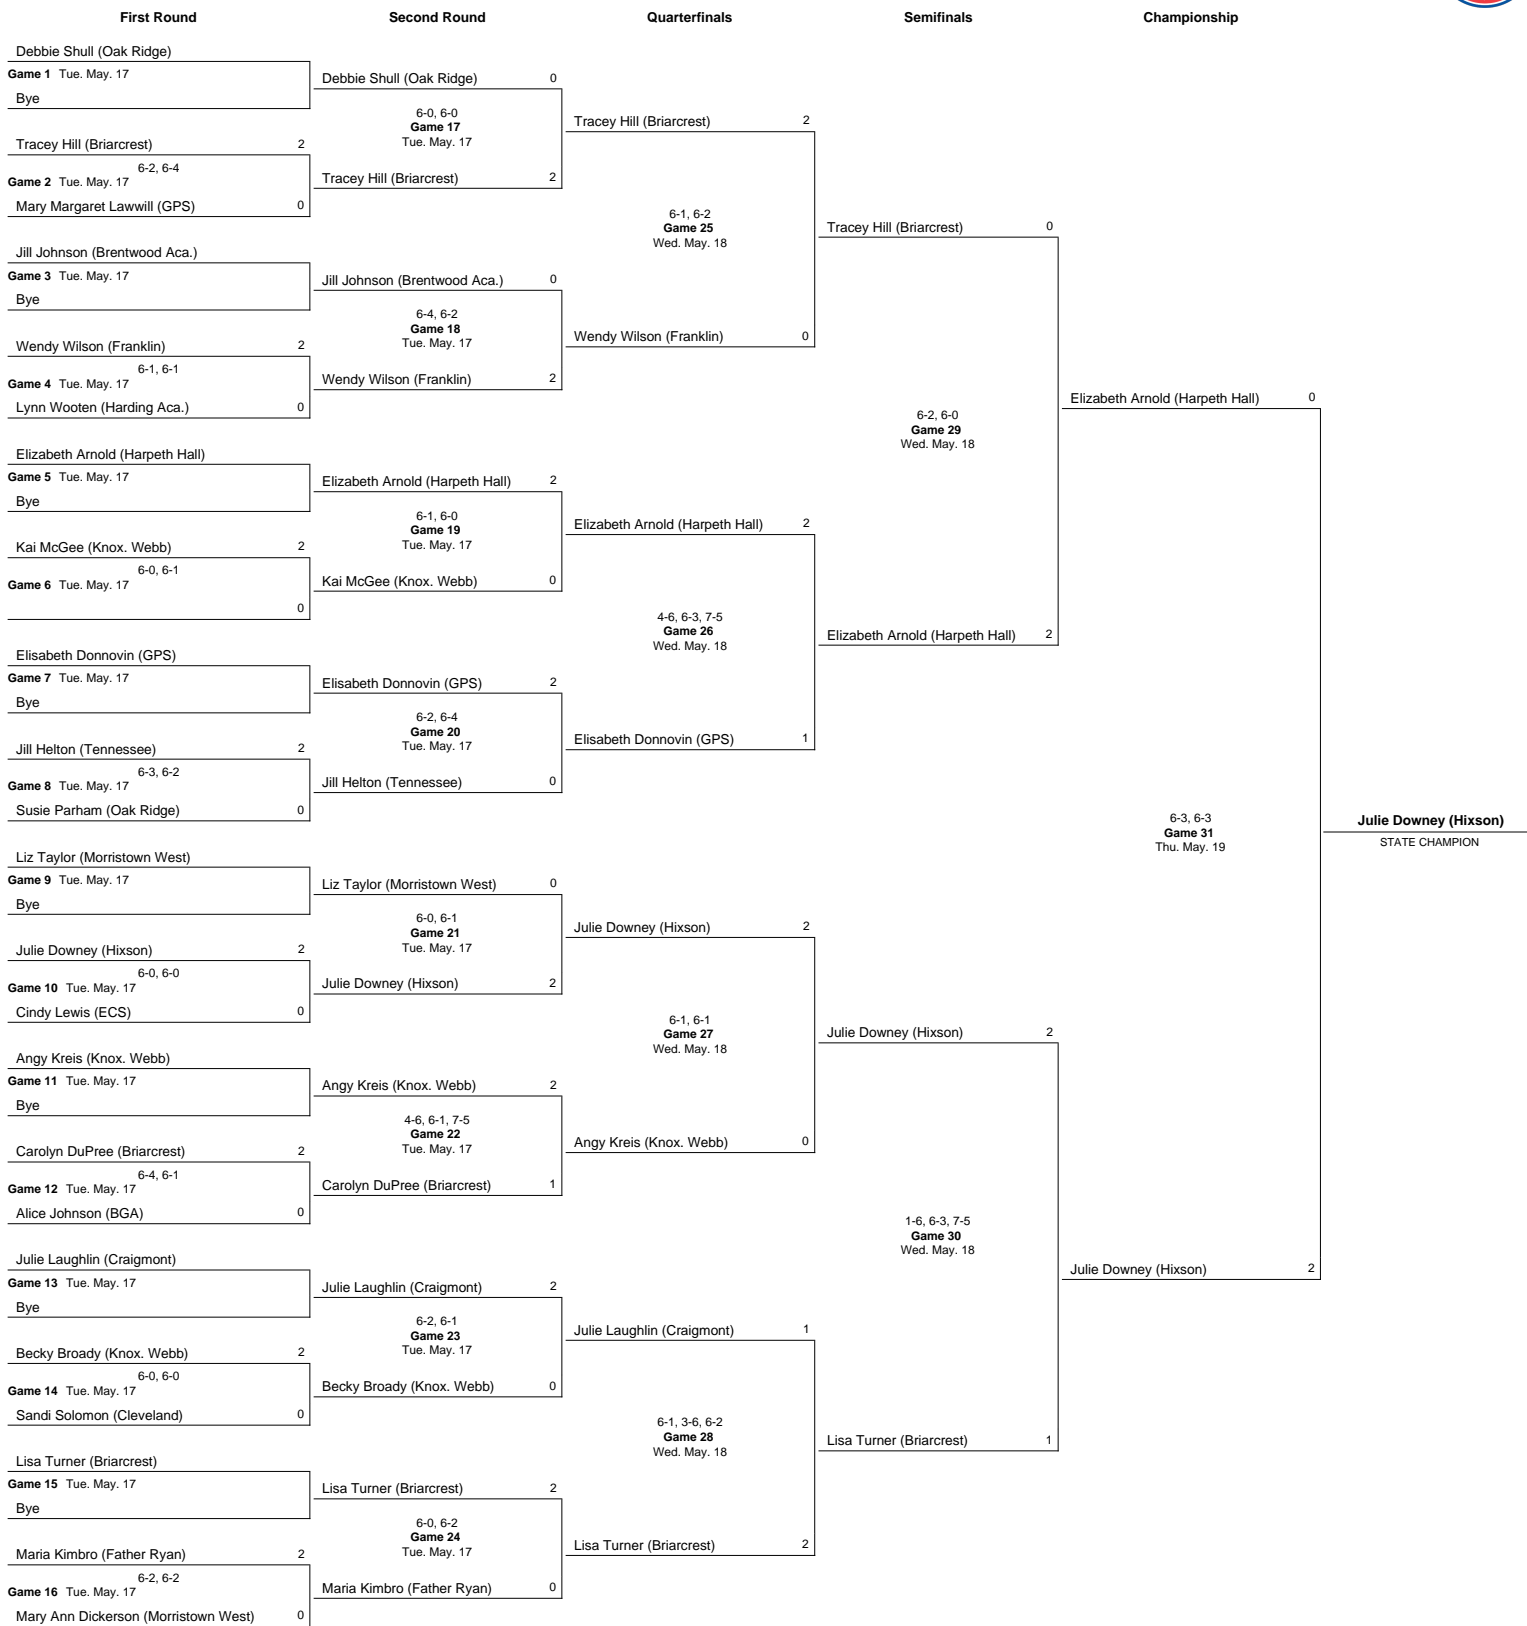 First Round
Second Round
Quarterfinals
Semifinals
Championship
Debbie Shull (Oak Ridge)
Game 1 Tue. May. 17
Bye
Tracey Hill (Briarcrest) 2
6-2, 6-4
Game 2 Tue. May. 17
Mary Margaret Lawwill (GPS) 0
Jill Johnson (Brentwood Aca.)
Game 3 Tue. May. 17
Bye
Wendy Wilson (Franklin) 2
6-1, 6-1
Game 4 Tue. May. 17
Lynn Wooten (Harding Aca.) 0
Elizabeth Arnold (Harpeth Hall)
Game 5 Tue. May. 17
Bye
Kai McGee (Knox. Webb) 2
6-0, 6-1
Game 6 Tue. May. 17
0
Elisabeth Donnovin (GPS)
Game 7 Tue. May. 17
Bye
Jill Helton (Tennessee) 2
6-3, 6-2
Game 8 Tue. May. 17
Susie Parham (Oak Ridge) 0
Liz Taylor (Morristown West)
Game 9 Tue. May. 17
Bye
Julie Downey (Hixson) 2
6-0, 6-0
Game 10 Tue. May. 17
Cindy Lewis (ECS) 0
Angy Kreis (Knox. Webb)
Game 11 Tue. May. 17
Bye
Carolyn DuPree (Briarcrest) 2
6-4, 6-1
Game 12 Tue. May. 17
Alice Johnson (BGA) 0
Julie Laughlin (Craigmont)
Game 13 Tue. May. 17
Bye
Becky Broady (Knox. Webb) 2
6-0, 6-0
Game 14 Tue. May. 17
Sandi Solomon (Cleveland) 0
Lisa Turner (Briarcrest)
Game 15 Tue. May. 17
Bye
Maria Kimbro (Father Ryan) 2
6-2, 6-2
Game 16 Tue. May. 17
Mary Ann Dickerson (Morristown West) 0
Debbie Shull (Oak Ridge) 0
6-0, 6-0
Game 17
Tue. May. 17
Tracey Hill (Briarcrest) 2
Jill Johnson (Brentwood Aca.) 0
6-4, 6-2
Game 18
Tue. May. 17
Wendy Wilson (Franklin) 2
Elizabeth Arnold (Harpeth Hall) 2
6-1, 6-0
Game 19
Tue. May. 17
Kai McGee (Knox. Webb) 0
Elisabeth Donnovin (GPS) 2
6-2, 6-4
Game 20
Tue. May. 17
Jill Helton (Tennessee) 0
Liz Taylor (Morristown West) 0
6-0, 6-1
Game 21
Tue. May. 17
Julie Downey (Hixson) 2
Angy Kreis (Knox. Webb) 2
4-6, 6-1, 7-5
Game 22
Tue. May. 17
Carolyn DuPree (Briarcrest) 1
Julie Laughlin (Craigmont) 2
6-2, 6-1
Game 23
Tue. May. 17
Becky Broady (Knox. Webb) 0
Lisa Turner (Briarcrest) 2
6-0, 6-2
Game 24
Tue. May. 17
Maria Kimbro (Father Ryan) 0
Tracey Hill (Briarcrest) 2
6-1, 6-2
Game 25
Wed. May. 18
Wendy Wilson (Franklin) 0
Elizabeth Arnold (Harpeth Hall) 2
4-6, 6-3, 7-5
Game 26
Wed. May. 18
Elisabeth Donnovin (GPS) 1
Julie Downey (Hixson) 2
6-1, 6-1
Game 27
Wed. May. 18
Angy Kreis (Knox. Webb) 0
Julie Laughlin (Craigmont) 1
6-1, 3-6, 6-2
Game 28
Wed. May. 18
Lisa Turner (Briarcrest) 2
Tracey Hill (Briarcrest) 0
6-2, 6-0
Game 29
Wed. May. 18
Elizabeth Arnold (Harpeth Hall) 2
Julie Downey (Hixson) 2
1-6, 6-3, 7-5
Game 30
Wed. May. 18
Lisa Turner (Briarcrest) 1
Elizabeth Arnold (Harpeth Hall) 0
6-3, 6-3
Game 31
Thu. May. 19
Julie Downey (Hixson) 2
Julie Downey (Hixson)
STATE CHAMPION